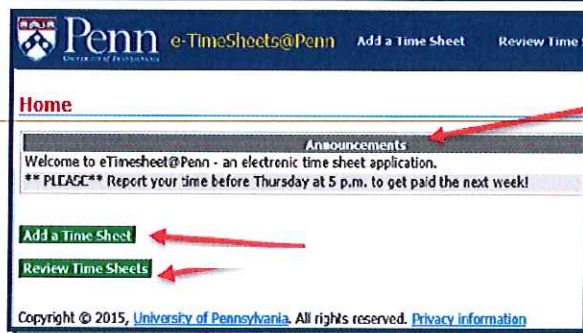 Penn e-TimeSheets@Penn Add a Time Sheet Review Time S
UNIVERSITY of PENNSYLVANIA
Home
Announcements
Welcome to eTimesheet@Penn - an electronic time sheet application.
** PLEASE** Report your time before Thursday at 5 p.m. to get paid the next week!
Add a Time Sheet
Review Time Sheets
Copyright © 2015, University of Pennsylvania. All rights reserved. Privacy information